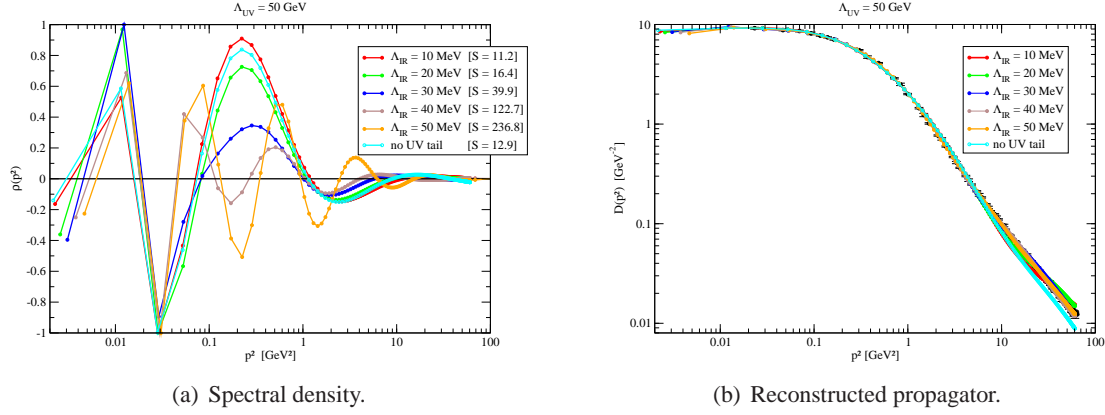 Λ_UV = 50 GeV
1
0.8
0.6
0.4
0.2
0
-0.2
-0.4
-0.6
-0.8
-1
ρ(p²)
Λ_IR = 10 MeV [S = 11.2]
Λ_IR = 20 MeV [S = 16.4]
Λ_IR = 30 MeV [S = 39.9]
Λ_IR = 40 MeV [S = 122.7]
Λ_IR = 50 MeV [S = 236.8]
no UV tail [S = 12.9]
0.01 0.1 1 10 100
p² [GeV²]
(a) Spectral density.
Λ_UV = 50 GeV
10
1
0.1
0.01
D(p²) [GeV⁻²]
Λ_IR = 10 MeV
Λ_IR = 20 MeV
Λ_IR = 30 MeV
Λ_IR = 40 MeV
Λ_IR = 50 MeV
no UV tail
0.01 0.1 1 10 100
p² [GeV²]
(b) Reconstructed propagator.